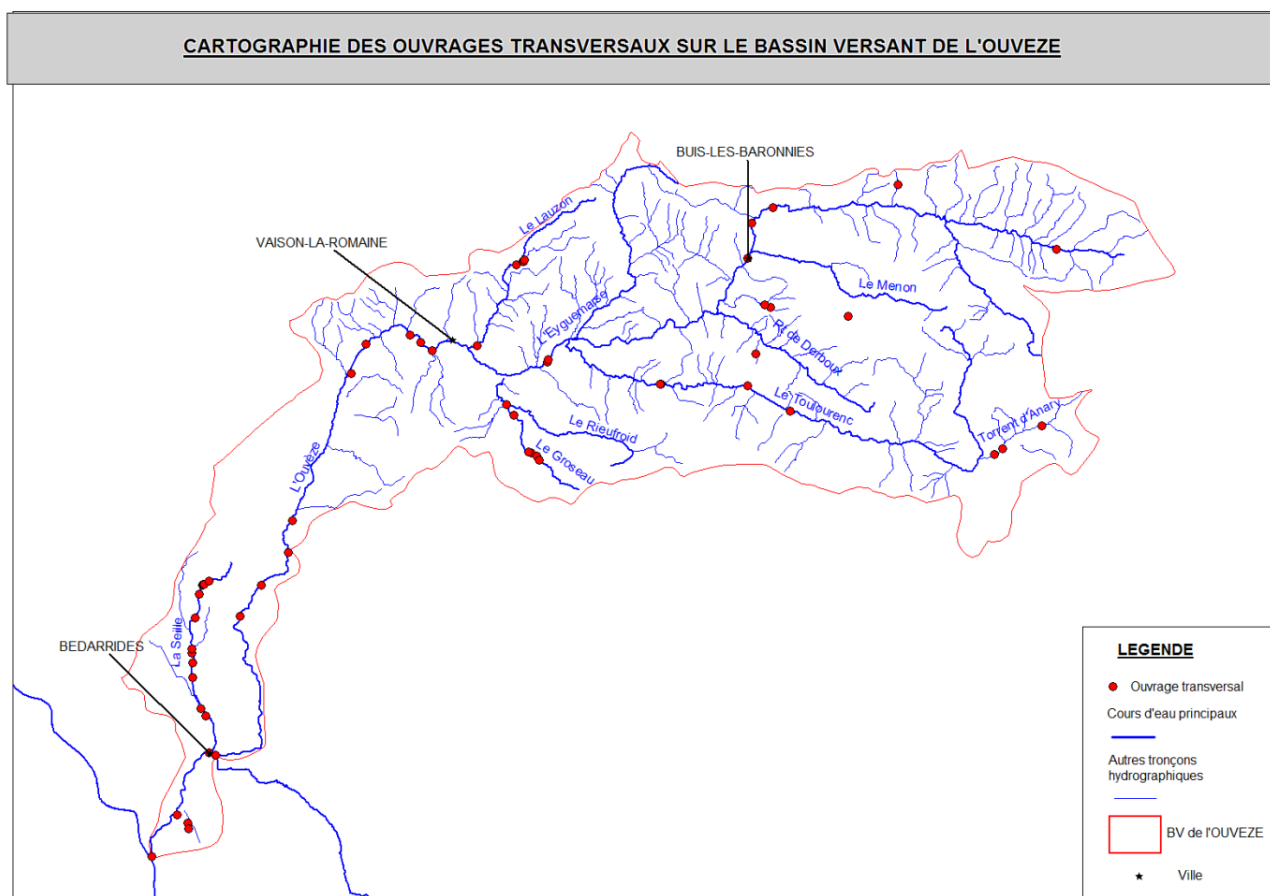 CARTOGRAPHIE DES OUVRAGES TRANSVERSAUX SUR LE BASSIN VERSANT DE L'OUVEZE
BUIS-LES-BARONNIES
Le Lauzon
VAISON-LA-ROMAINE
Le Menon
L'Eyguemarse
Rt de Derboux
Le Toulourenc
Torrent d'Anary
Le Rieufroid
Le Groseau
L'Ouvèze
La Seille
BEDARRIDES
LEGENDE
Ouvrage transversal
Cours d'eau principaux
Autres tronçons
hydrographiques
BV de l'OUVEZE
Ville